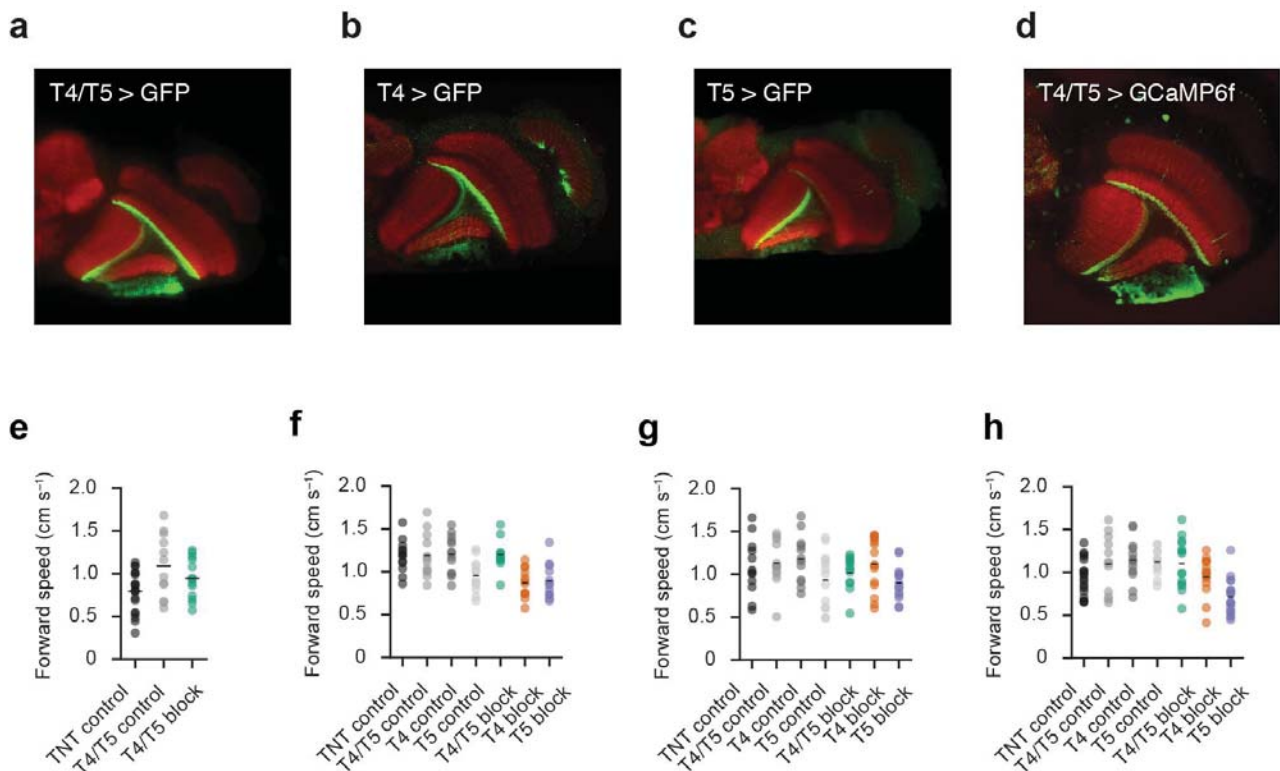 a
b
c
d
T4/T5 > GFP
T4 > GFP
T5 > GFP
T4/T5 > GCaMP6f
e
f
g
h
Forward speed (cm s⁻¹)
2.0
1.5
1.0
0.5
0
TNT control
T4/T5 control
T4/T5 block
Forward speed (cm s⁻¹)
2.0
1.5
1.0
0.5
0
TNT control
T4/T5 control
T4 control
T5 control
T4/T5 block
T4 block
T5 block
Forward speed (cm s⁻¹)
2.0
1.5
1.0
0.5
0
TNT control
T4/T5 control
T4 control
T5 control
T4/T5 block
T4 block
T5 block
Forward speed (cm s⁻¹)
2.0
1.5
1.0
0.5
0
TNT control
T4/T5 control
T4 control
T5 control
T4/T5 block
T4 block
T5 block